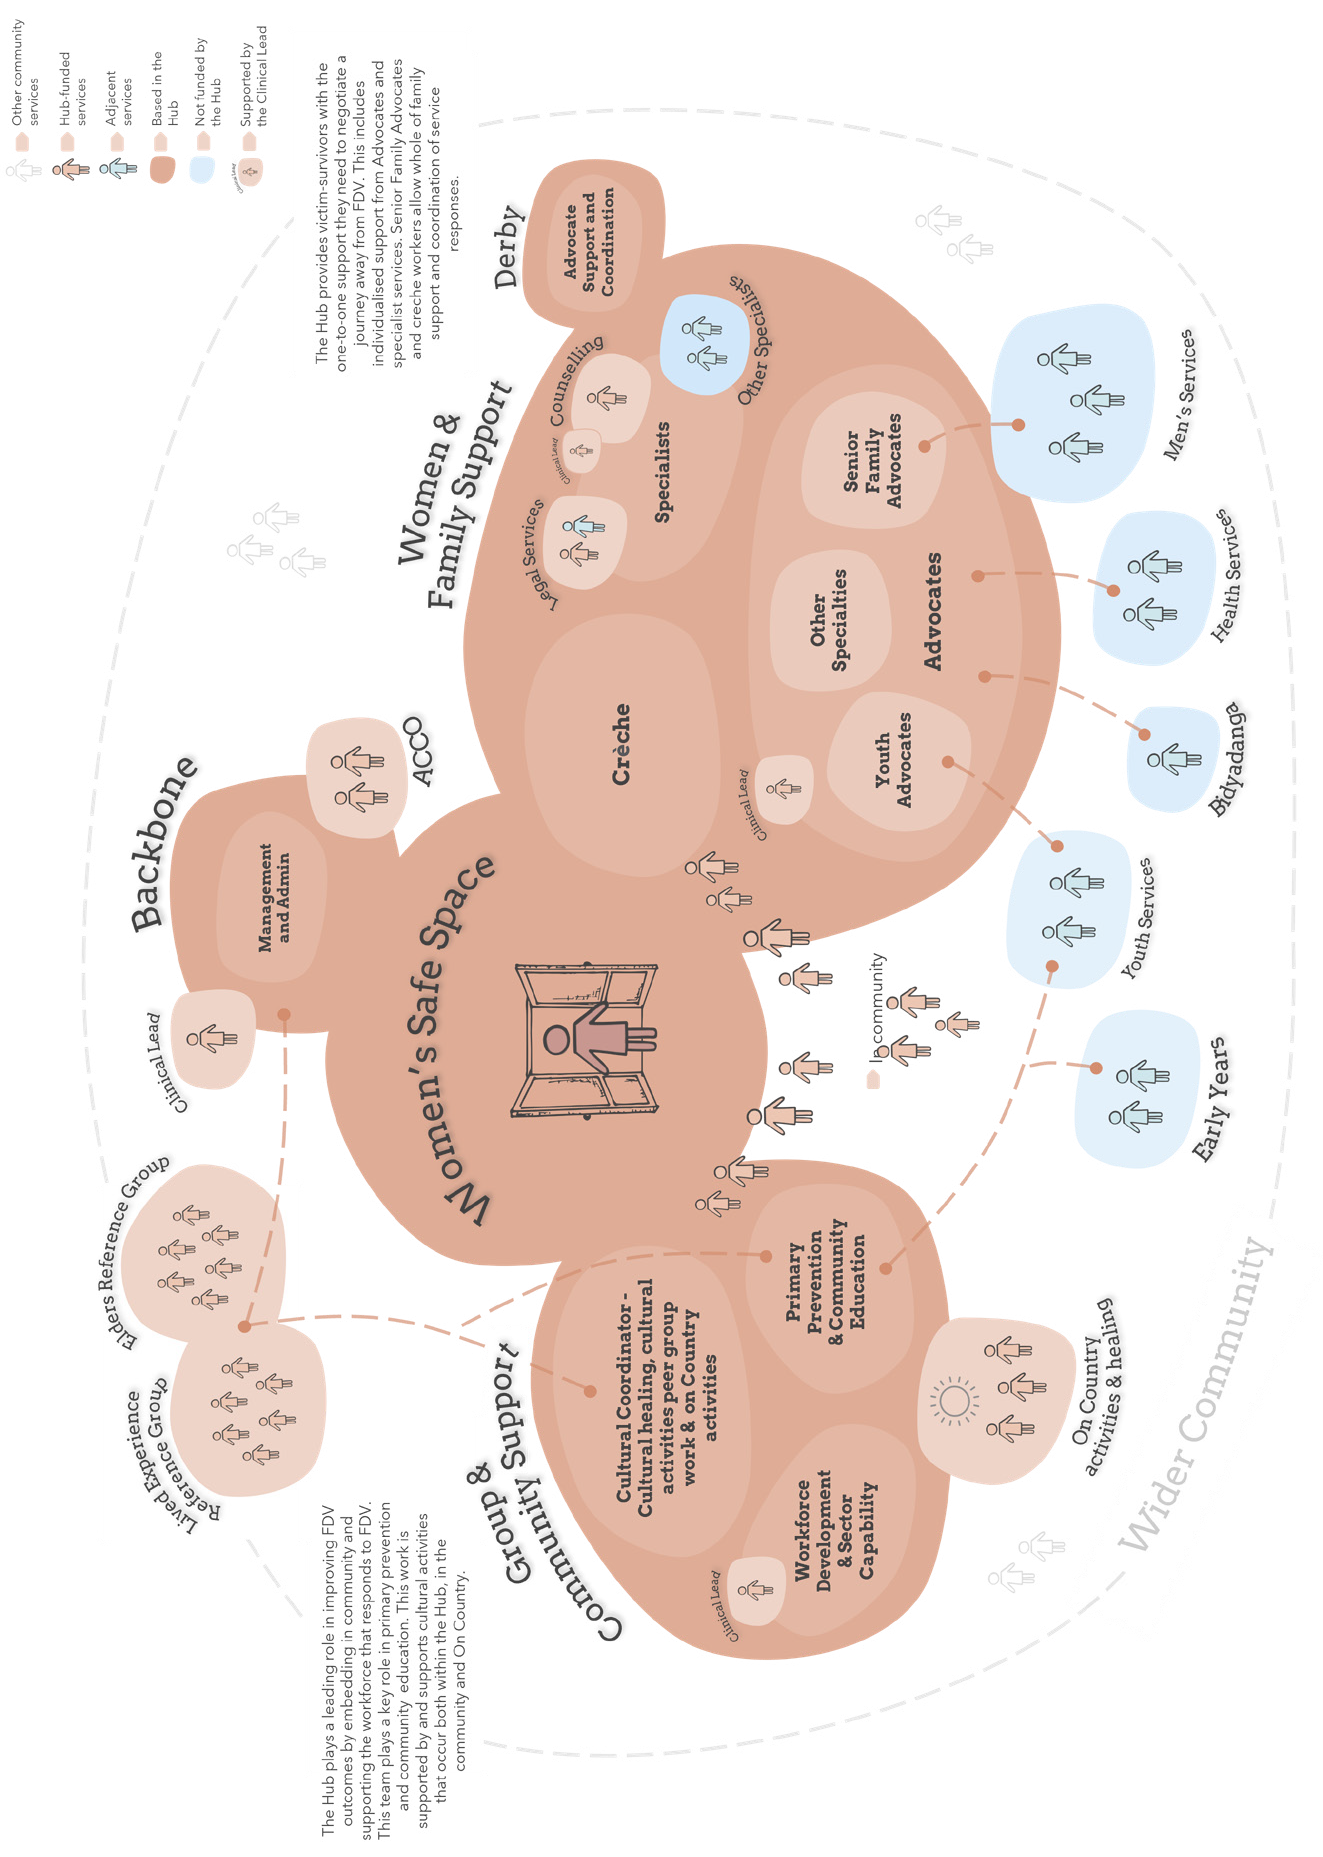 Other community
services
Hub-funded
services
Adjacent
services
Based in the
Hub
Not funded by
the Hub
Clinical Lead
Supported by
the Clinical Lead
The Hub plays a leading role in improving FDV
outcomes by embedding in community and
supporting the workforce that responds to FDV.
This team plays a key role in primary prevention
and community education. This work is
supported by and supports cultural activities
that occur both within the Hub, in the
community and On Country.
The Hub provides victim-survivors with the
one-to-one support they need to negotiate a
journey away from FDV. This includes
individualised support from Advocates and
specialist services. Senior Family Advocates
and creche workers allow whole of family
support and coordination of service
responses.
Lived Experience
Reference Group
Elders Reference Group
Clinical Lead
Backbone
Management
and Admin
ACCO
Women's Safe Space
Group &
Community Support
Cultural Coordinator -
Cultural healing, cultural
activities peer group
work & on Country
activities
Primary
Prevention
& Community
Education
Workforce
Development
& Sector
Capability
Clinical Lead
On Country
activities & healing
Women &
Family Support
Derby
Advocate
Support and
Coordination
Legal Services
Clinical Lead
Counselling
Specialists
Other Specialists
Crèche
Clinical Lead
Youth
Advocates
Other
Specialties
Senior
Family
Advocates
Advocates
In community
Early Years
Youth Services
Bidyadanga
Health Services
Men's Services
Wider Community